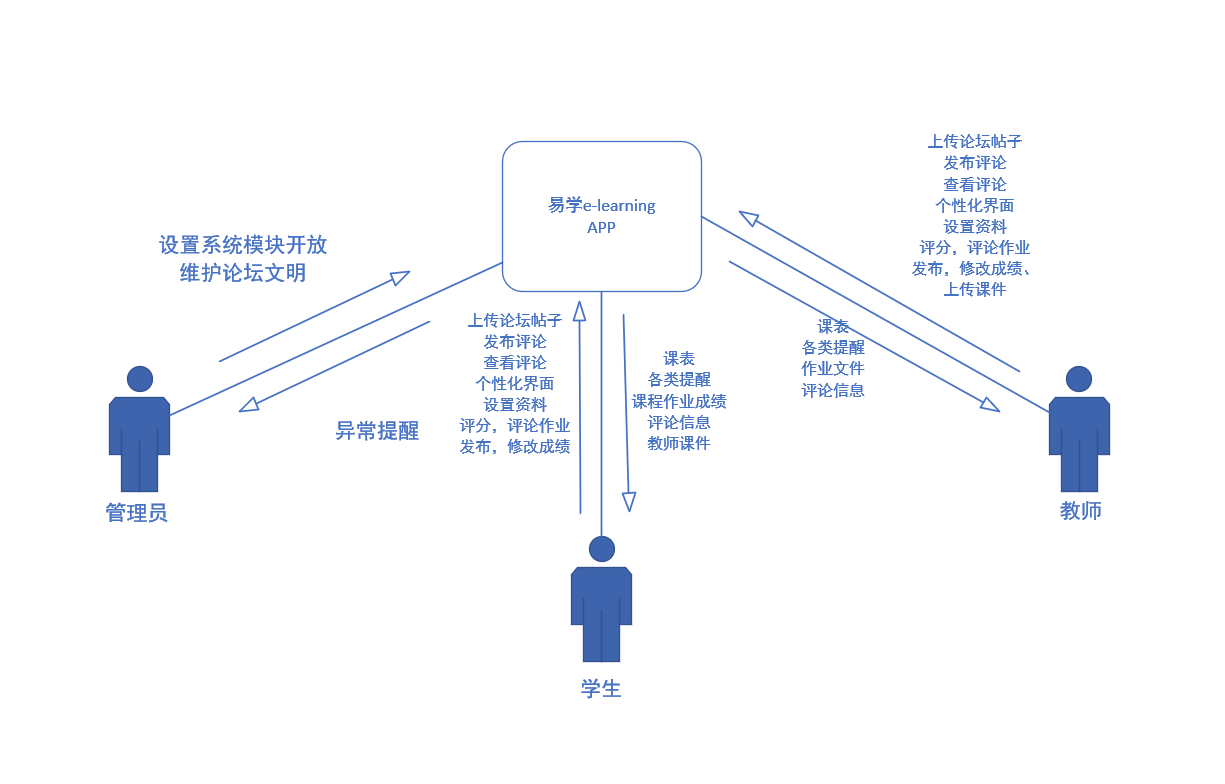 易学e-learning
APP
设置系统模块开放
维护论坛文明
异常提醒
管理员
上传论坛帖子
发布评论
查看评论
个性化界面
设置资料
评分，评论作业
发布，修改成绩
课表
各类提醒
课程作业成绩
评论信息
教师课件
学生
上传论坛帖子
发布评论
查看评论
个性化界面
设置资料
评分，评论作业
发布，修改成绩、
上传课件
课表
各类提醒
作业文件
评论信息
教师